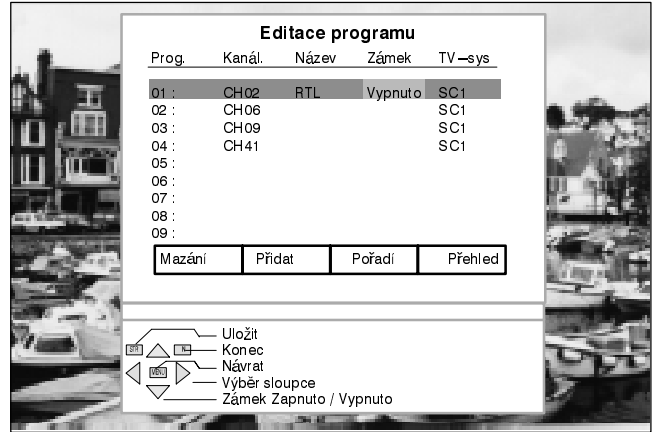 Editace programu
Prog. Kanál. Název Zámek TV–sys
01 : CH02 RTL Vypnuto SC1
02 : CH06 SC1
03 : CH09 SC1
04 : CH41 SC1
05 :
06 :
07 :
08 :
09 :
Mazání Přidat Pořadí Přehled
STR Uložit
N Konec
MENU Návrat
Výběr sloupce
Zámek Zapnuto / Vypnuto